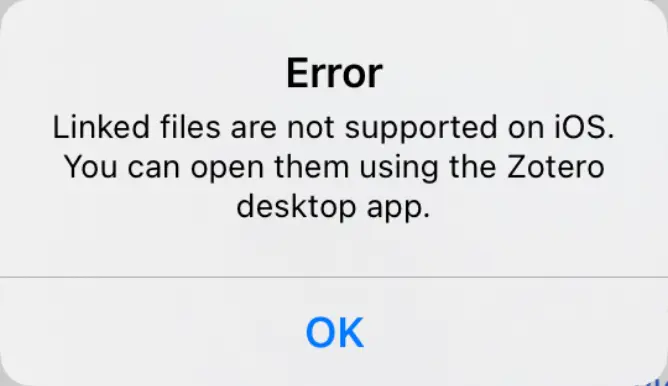 Error
Linked files are not supported on iOS.
You can open them using the Zotero
desktop app.
OK